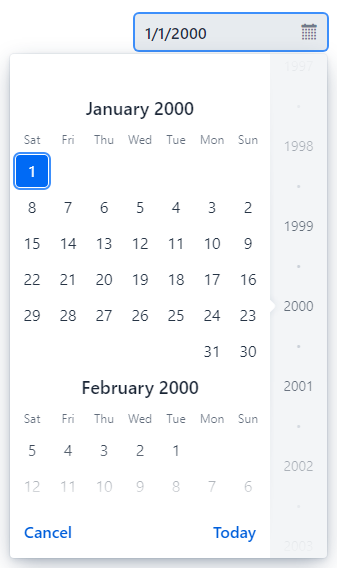 1/1/2000
January 2000
Sat Fri Thu Wed Tue Mon Sun
1
8 7 6 5 4 3 2
15 14 13 12 11 10 9
22 21 20 19 18 17 16
29 28 27 26 25 24 23
31 30
February 2000
Sat Fri Thu Wed Tue Mon Sun
5 4 3 2 1
12 11 10 9 8 7 6
Cancel Today
1997
1998
1999
2000
2001
2002
2003